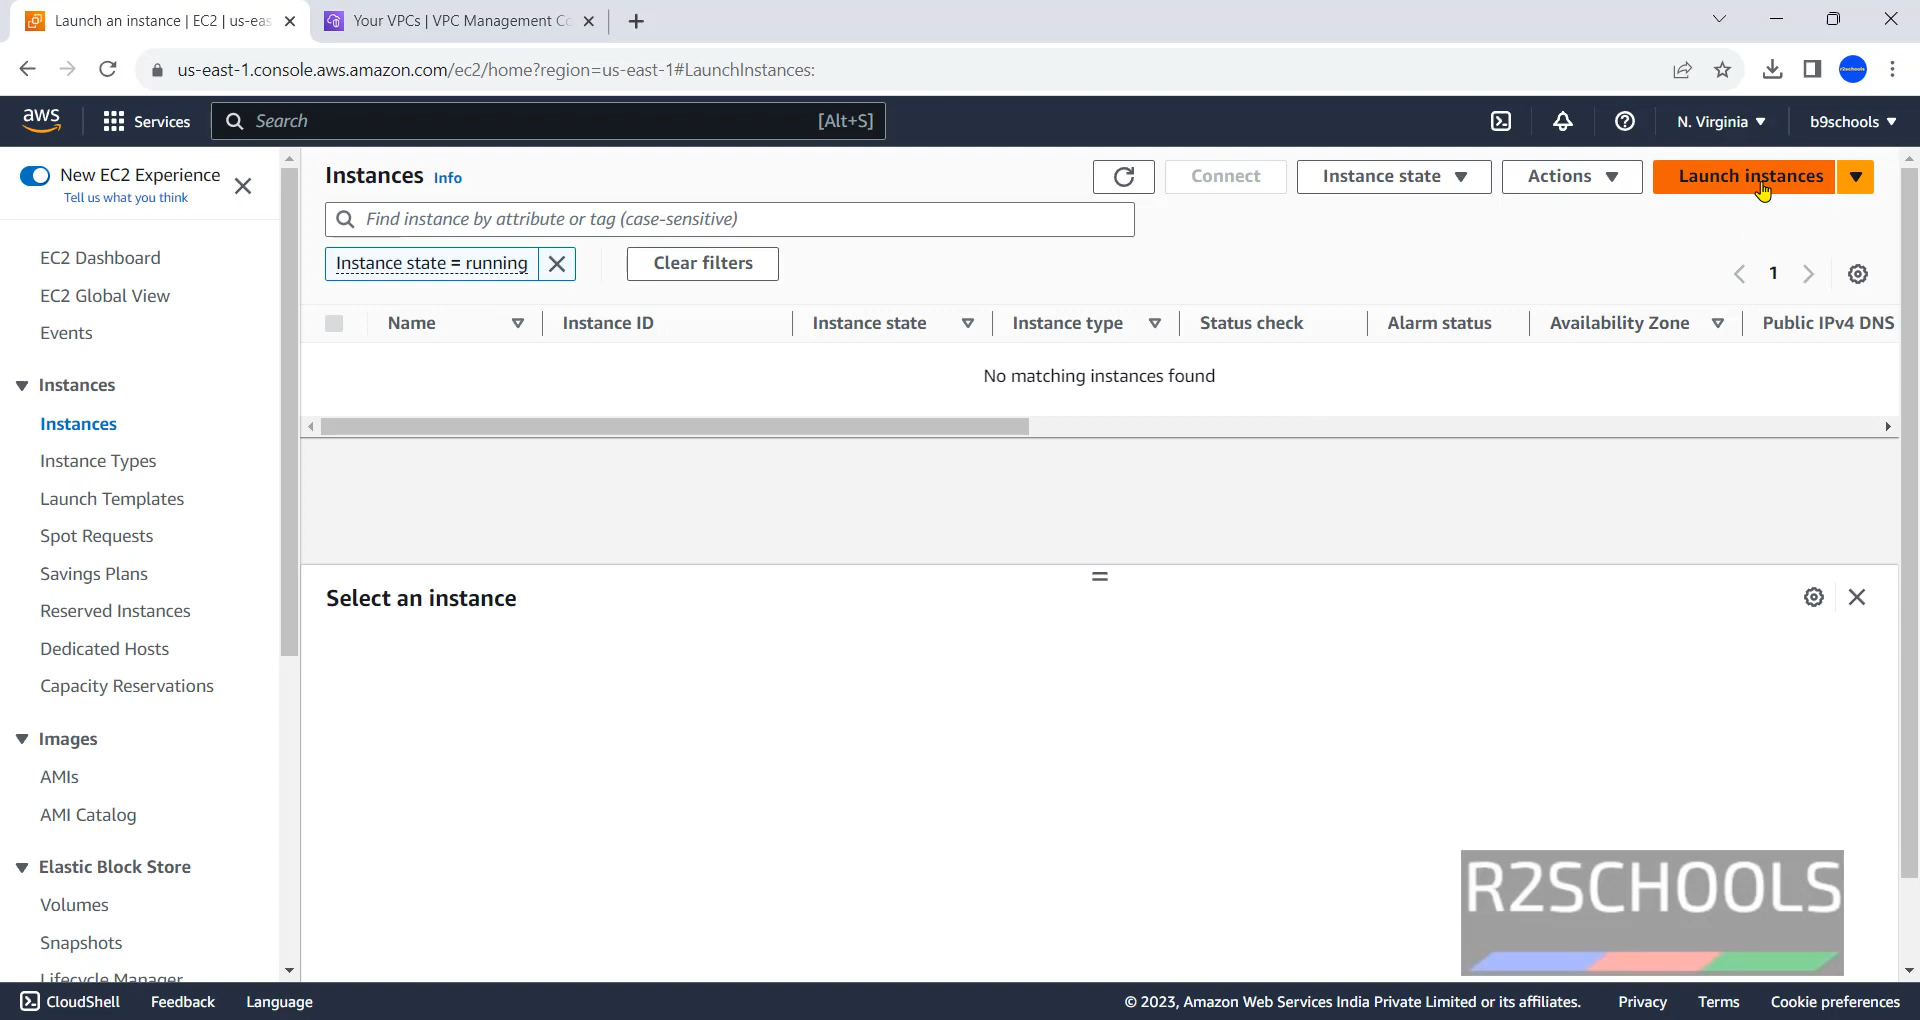 Launch an instance | EC2 | us-eas
Your VPCs | VPC Management Co
us-east-1.console.aws.amazon.com/ec2/home?region=us-east-1#LaunchInstances:
aws
Services
Search
[Alt+S]
N. Virginia
b9schools
New EC2 Experience
Tell us what you think
EC2 Dashboard
EC2 Global View
Events
Instances
Instances
Instance Types
Launch Templates
Spot Requests
Savings Plans
Reserved Instances
Dedicated Hosts
Capacity Reservations
Images
AMIs
AMI Catalog
Elastic Block Store
Volumes
Snapshots
Lifecycle Manager
Instances Info
Connect
Instance state
Actions
Launch instances
Find instance by attribute or tag (case-sensitive)
Instance state = running
Clear filters
1
Name
Instance ID
Instance state
Instance type
Status check
Alarm status
Availability Zone
Public IPv4 DNS
No matching instances found
Select an instance
R2SCHOOLS
CloudShell
Feedback
Language
© 2023, Amazon Web Services India Private Limited or its affiliates.
Privacy
Terms
Cookie preferences